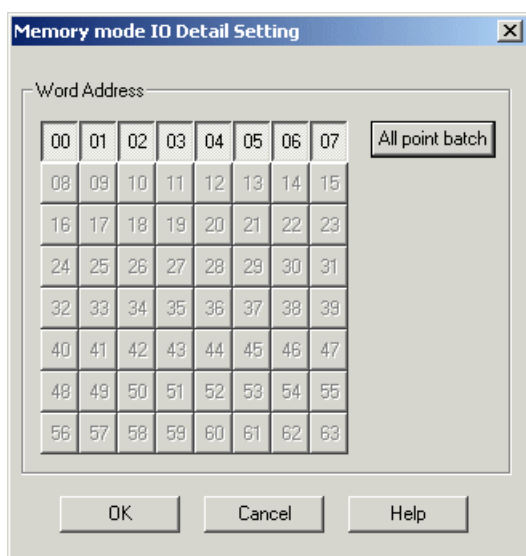 Memory mode IO Detail Setting
Word Address
00 01 02 03 04 05 06 07 All point batch
08 09 10 11 12 13 14 15
16 17 18 19 20 21 22 23
24 25 26 27 28 29 30 31
32 33 34 35 36 37 38 39
40 41 42 43 44 45 46 47
48 49 50 51 52 53 54 55
56 57 58 59 60 61 62 63
OK Cancel Help